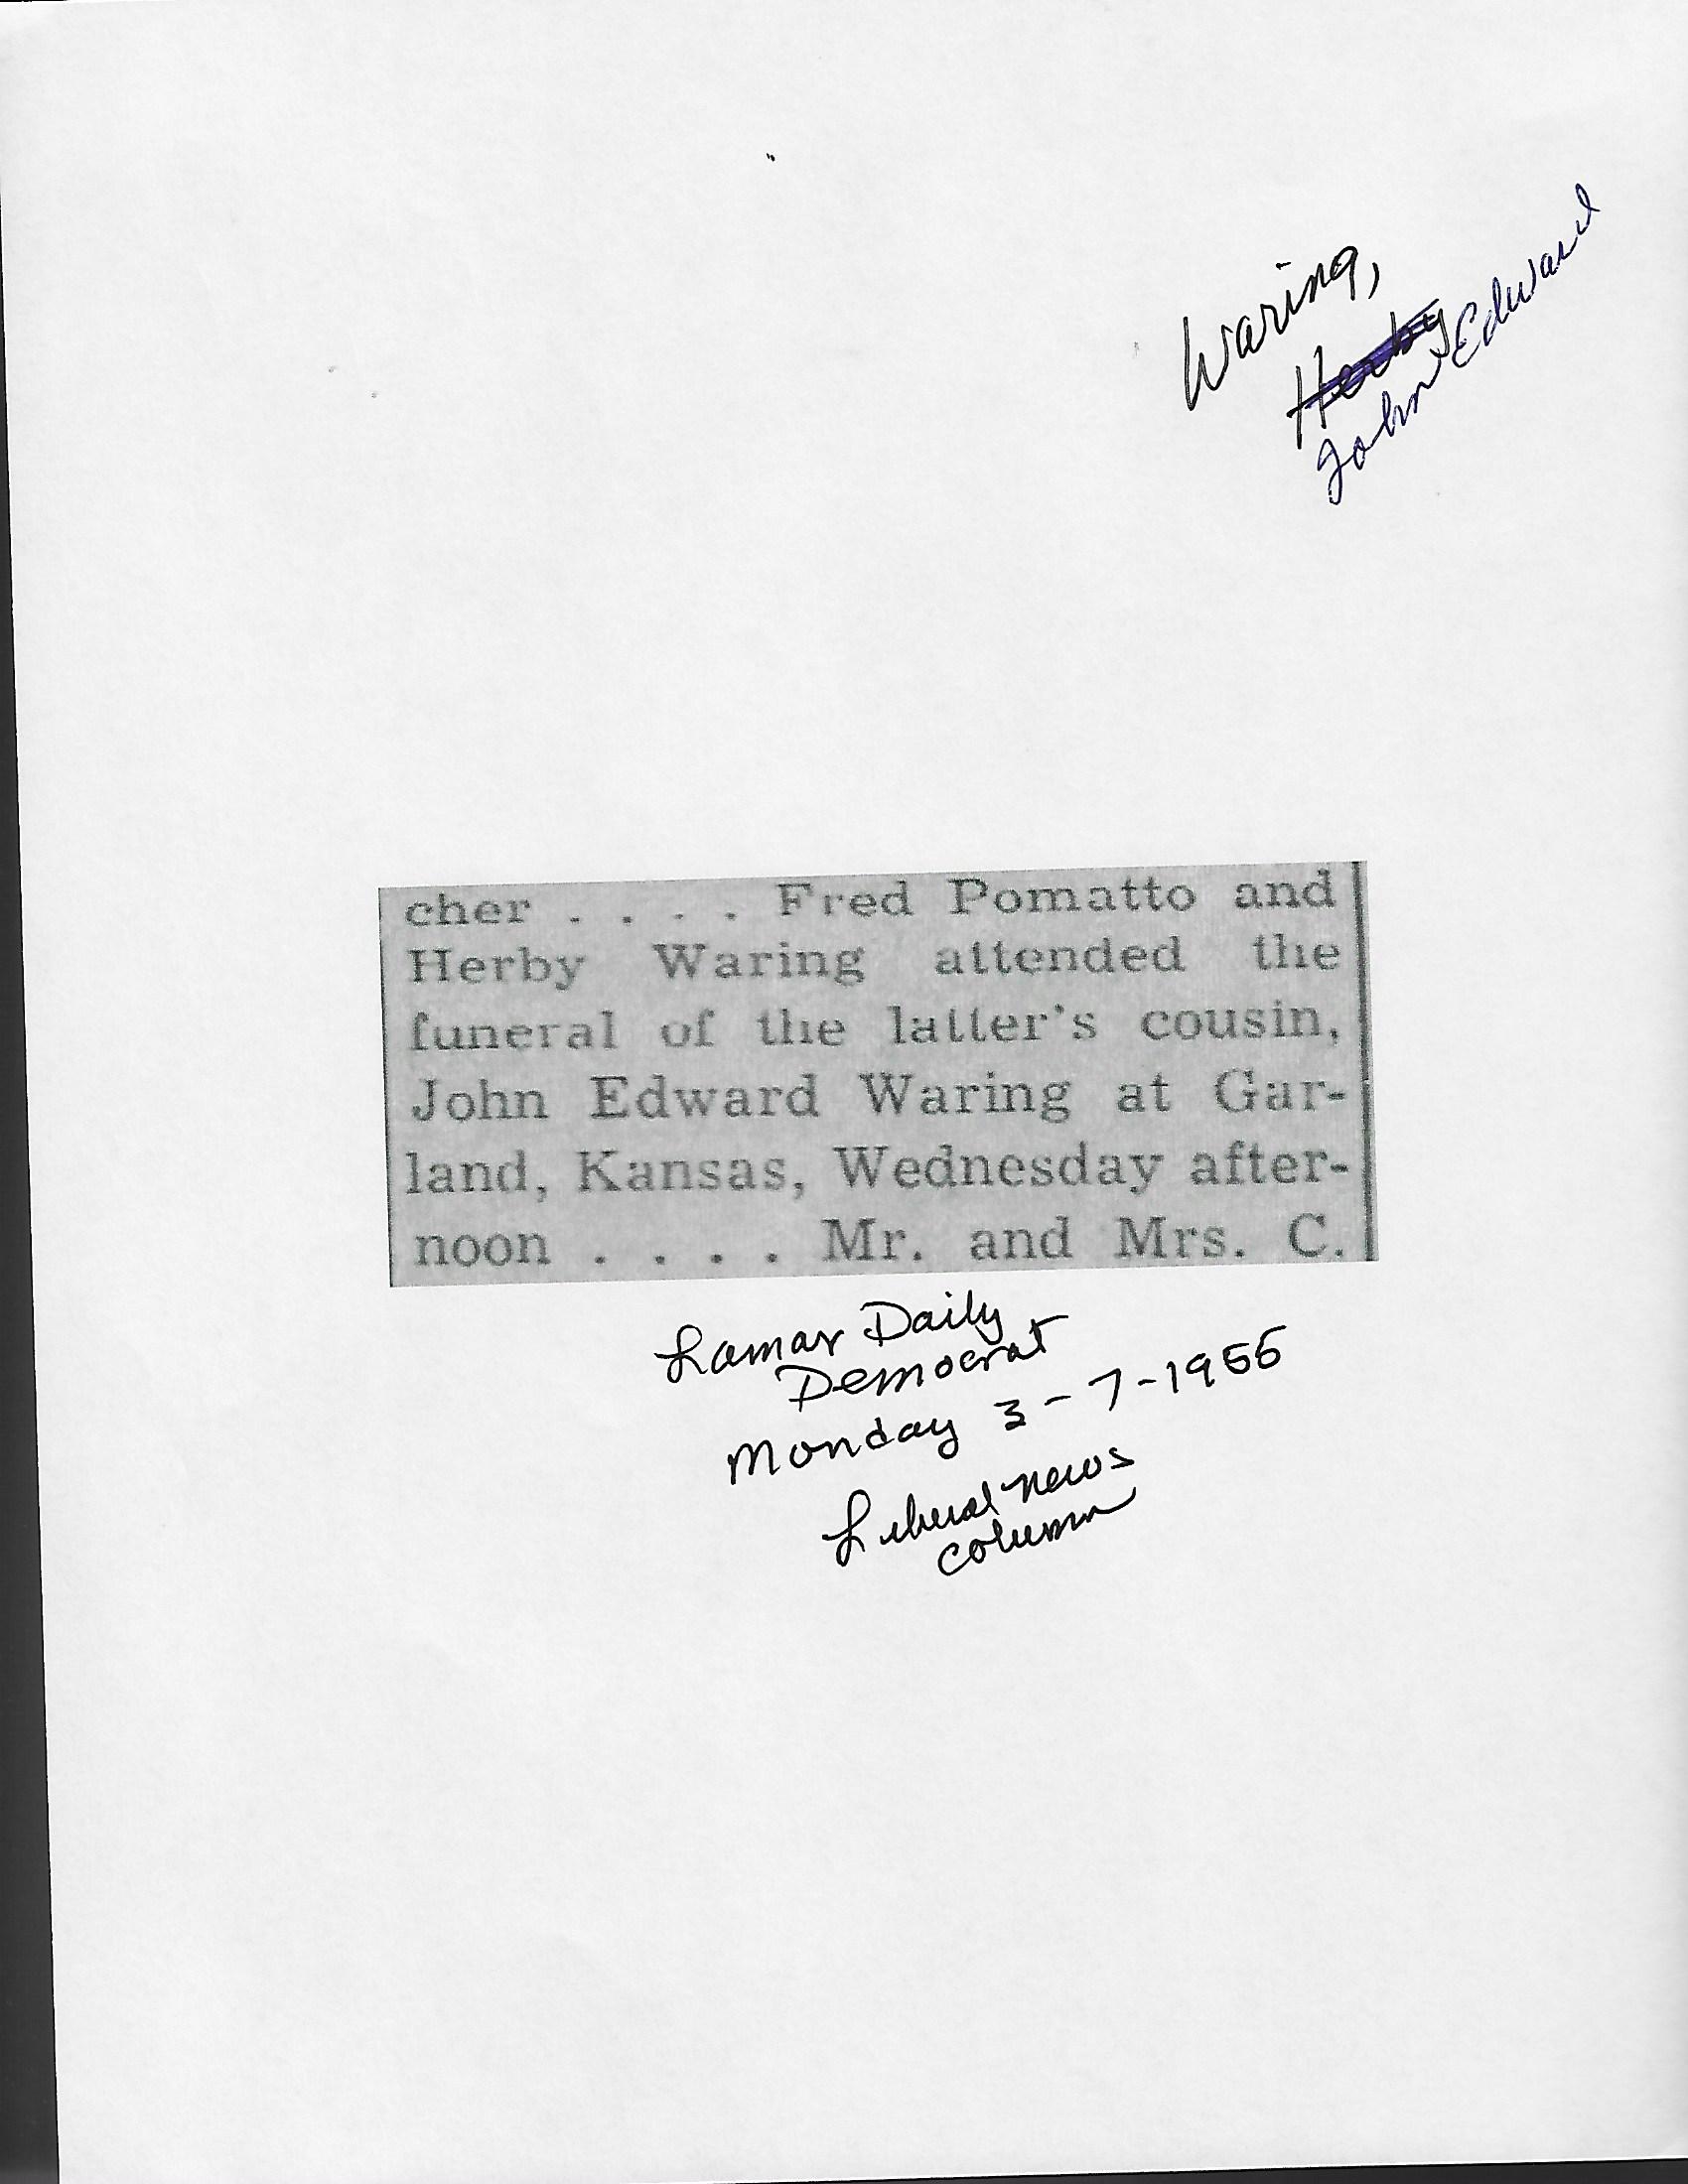 Waring,
Herby
John Edward
cher . . . . Fred Pomatto and
Herby Waring attended the
funeral of the latter's cousin,
John Edward Waring at Gar-
land, Kansas, Wednesday after-
noon . . . . Mr. and Mrs. C.
Lamar Daily
Democrat
Monday 3-7-1955
Liberal news
column